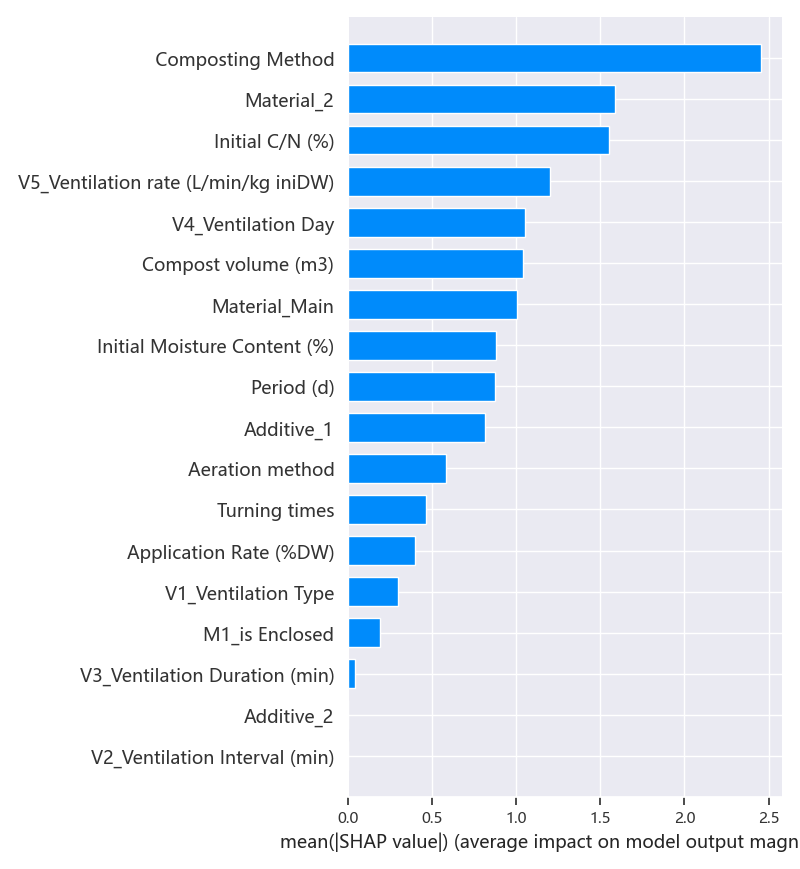 Composting Method
Material_2
Initial C/N (%)
V5_Ventilation rate (L/min/kg iniDW)
V4_Ventilation Day
Compost volume (m3)
Material_Main
Initial Moisture Content (%)
Period (d)
Additive_1
Aeration method
Turning times
Application Rate (%DW)
V1_Ventilation Type
M1_is Enclosed
V3_Ventilation Duration (min)
Additive_2
V2_Ventilation Interval (min)
0.0 0.5 1.0 1.5 2.0 2.5
mean(|SHAP value|) (average impact on model output magn